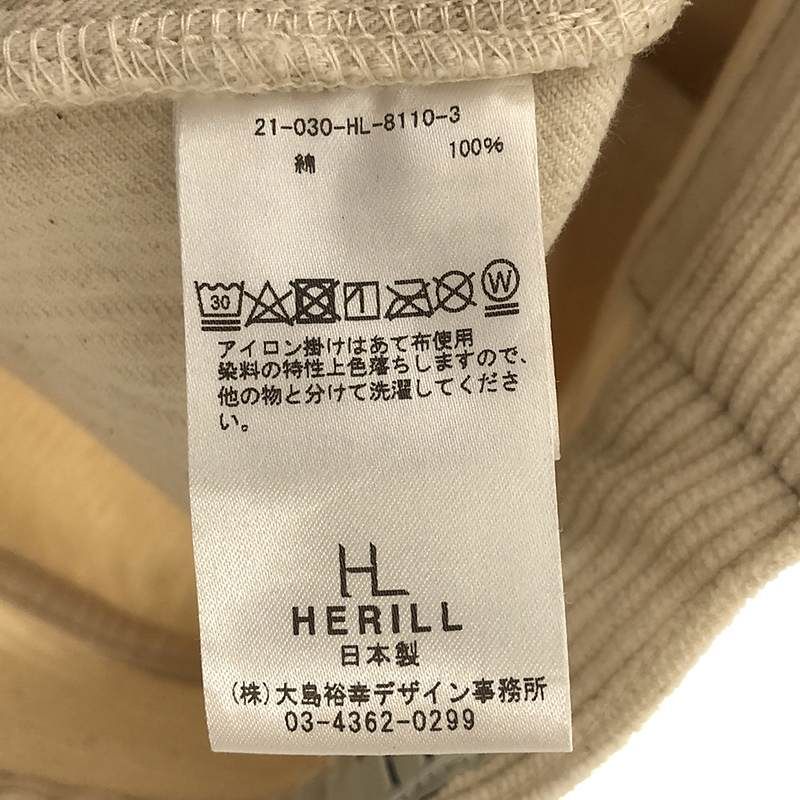 21-030-HL-8110-3
綿 100%
30 W
アイロン掛けはあて布使用
染料の特性上色落ちしますので、
他の物と分けて洗濯してくださ
い。
HL
HERILL
日本製
(株)大島裕幸デザイン事務所
03-4362-0299